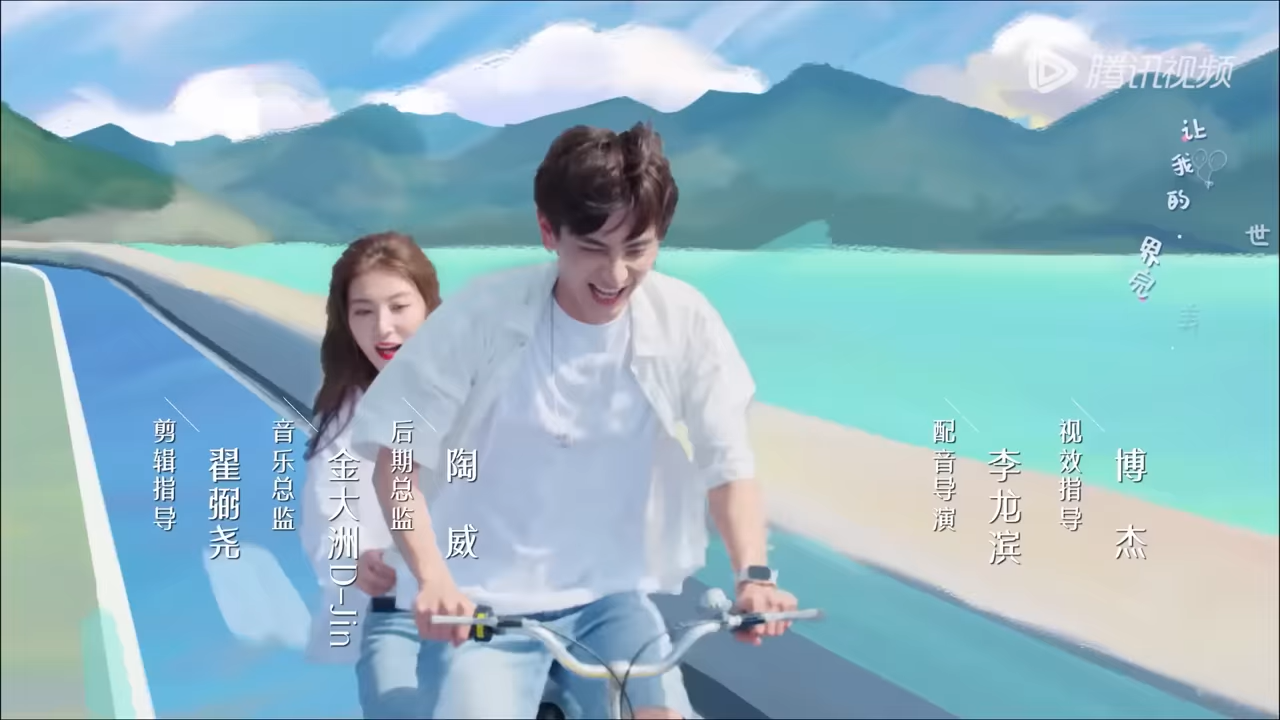 腾讯视频
让我的世界
剪辑指导
翟弼尧
音乐总监
金大洲D-Jin
后期总监
陶威
配音导演
李龙滨
视效指导
博杰